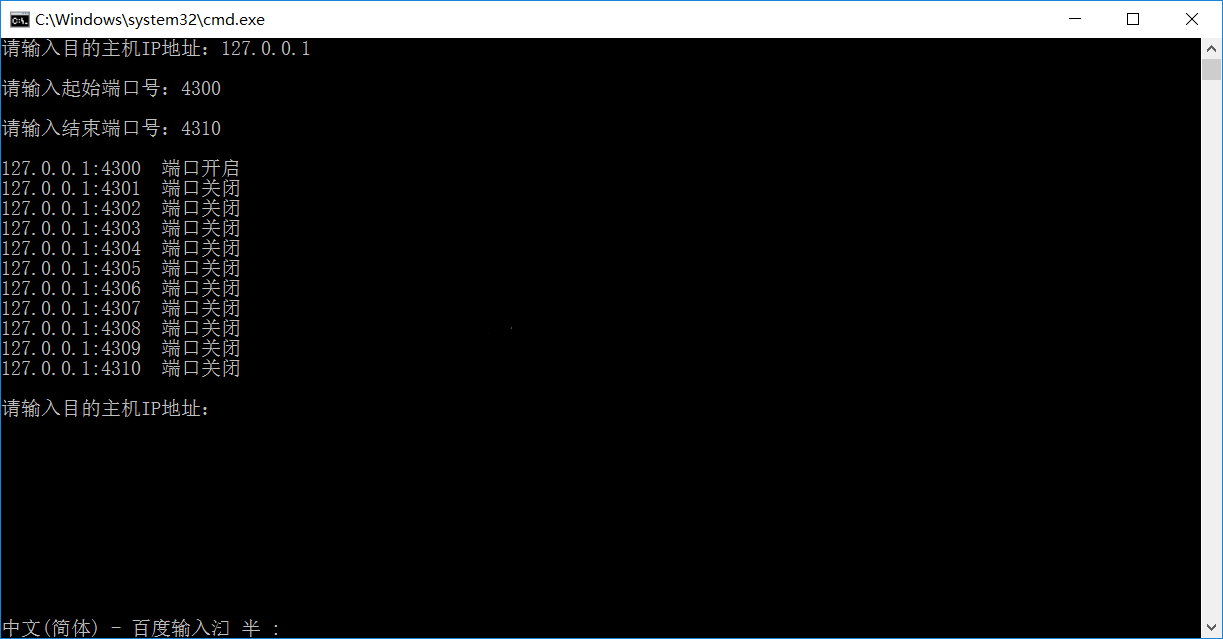 C:\Windows\system32\cmd.exe
请输入目的主机IP地址：127.0.0.1
请输入起始端口号：4300
请输入结束端口号：4310
127.0.0.1:4300  端口开启
127.0.0.1:4301  端口关闭
127.0.0.1:4302  端口关闭
127.0.0.1:4303  端口关闭
127.0.0.1:4304  端口关闭
127.0.0.1:4305  端口关闭
127.0.0.1:4306  端口关闭
127.0.0.1:4307  端口关闭
127.0.0.1:4308  端口关闭
127.0.0.1:4309  端口关闭
127.0.0.1:4310  端口关闭
请输入目的主机IP地址：
中文(简体) - 百度输入 半 :